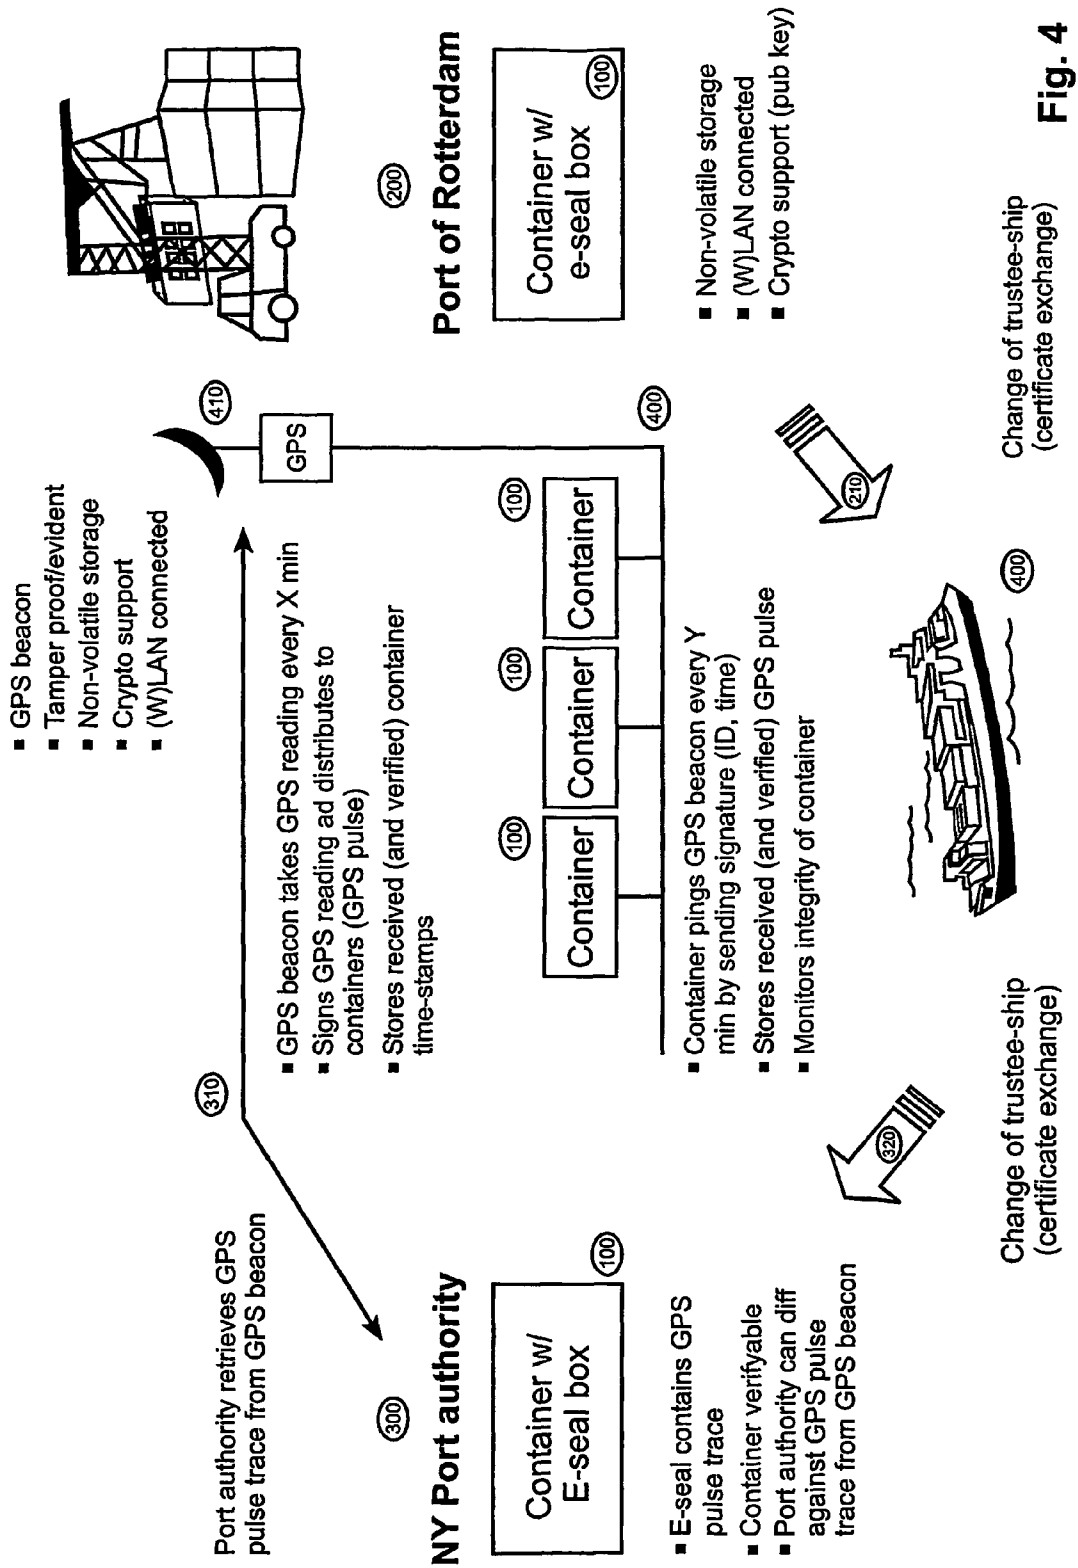 Port authority retrieves GPS
pulse trace from GPS beacon
310
300
NY Port authority
Container w/
E-seal box
100
▪ E-seal contains GPS
pulse trace
▪ Container verifyable
▪ Port authority can diff
against GPS pulse
trace from GPS beacon
▪ GPS beacon
▪ Tamper proof/evident
▪ Non-volatile storage
▪ Crypto support
▪ (W)LAN connected
410
GPS
▪ GPS beacon takes GPS reading every X min
▪ Signs GPS reading ad distributes to
containers (GPS pulse)
▪ Stores received (and verified) container
time-stamps
100
100
100
Container
Container
Container
400
▪ Container pings GPS beacon every Y
min by sending signature (ID, time)
▪ Stores received (and verified) GPS pulse
▪ Monitors integrity of container
200
Port of Rotterdam
Container w/
e-seal box
100
▪ Non-volatile storage
▪ (W)LAN connected
▪ Crypto support (pub key)
320
Change of trustee-ship
(certificate exchange)
400
210
Change of trustee-ship
(certificate exchange)
Fig. 4